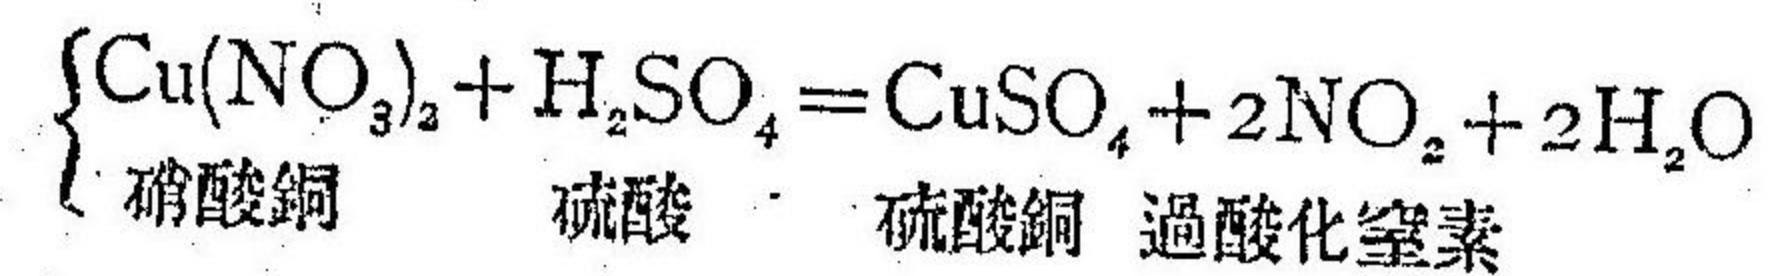 {Cu(NO₃)₂+H₂SO₄=CuSO₄+2NO₂+2H₂O
硝酸銅 硫酸 硫酸銅 過酸化窒素